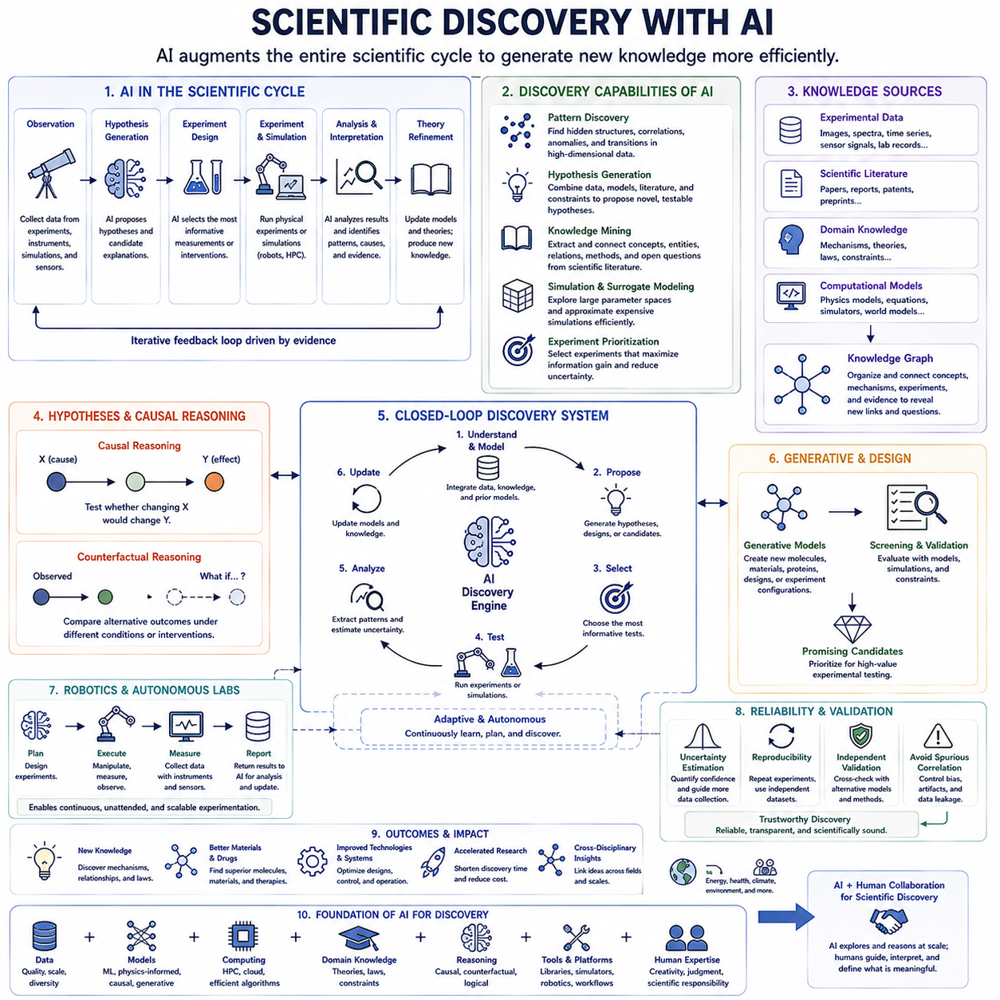 SCIENTIFIC DISCOVERY WITH AI
AI augments the entire scientific cycle to generate new knowledge more efficiently.
1. AI IN THE SCIENTIFIC CYCLE
Observation
Collect data from
experiments,
instruments,
simulations, and
sensors.
Hypothesis
Generation
AI proposes
hypotheses and
candidate
explanations.
Experiment
Design
AI selects the most
informative
measurements or
interventions.
Experiment
& Simulation
Run physical
experiments or
simulations
(robots, HPC).
Analysis &
Interpretation
AI analyzes results
and identifies
patterns, causes,
and evidence.
Theory
Refinement
Update models
and theories;
produce new
knowledge.
Iterative feedback loop driven by evidence
2. DISCOVERY CAPABILITIES OF AI
Pattern Discovery
Find hidden structures, correlations,
anomalies, and transitions in
high-dimensional data.
Hypothesis Generation
Combine data, models, literature, and
constraints to propose novel, testable
hypotheses.
Knowledge Mining
Extract and connect concepts, entities,
relations, methods, and open questions
from scientific literature.
Simulation & Surrogate Modeling
Explore large parameter spaces
and approximate expensive
simulations efficiently.
Experiment Prioritization
Select experiments that maximize
information gain and reduce
uncertainty.
3. KNOWLEDGE SOURCES
Experimental Data
Images, spectra, time series,
sensor signals, lab records...
Scientific Literature
Papers, reports, patents,
preprints...
Domain Knowledge
Mechanisms, theories,
laws, constraints...
</>
Computational Models
Physics models, equations,
simulators, world models...
Knowledge Graph
Organize and connect concepts,
mechanisms, experiments,
and evidence to reveal
new links and questions.
4. HYPOTHESES & CAUSAL REASONING
Causal Reasoning
X (cause)
Y (effect)
Test whether changing X
would change Y.
Counterfactual Reasoning
Observed
What if... ?
Compare alternative outcomes under
different conditions or interventions.
5. CLOSED-LOOP DISCOVERY SYSTEM
1. Understand
& Model
Integrate data, knowledge,
and prior models.
2. Propose
Generate hypotheses,
designs, or candidates.
3. Select
Choose the most
informative tests.
4. Test
Run experiments or
simulations.
5. Analyze
Extract patterns and
estimate uncertainty.
6. Update
Update models and
knowledge.
AI
Discovery
Engine
Adaptive & Autonomous
Continuously learn, plan, and discover.
6. GENERATIVE & DESIGN
Generative Models
Create new molecules,
materials, proteins,
designs, or experiment
configurations.
Screening & Validation
Evaluate with models,
simulations, and
constraints.
Promising Candidates
Prioritize for high-value
experimental testing.
7. ROBOTICS & AUTONOMOUS LABS
Plan
Design
experiments.
Execute
Manipulate,
measure,
observe.
Measure
Collect data
with instruments
and sensors.
Report
Return results to
AI for analysis
and update.
Enables continuous, unattended, and scalable experimentation.
8. RELIABILITY & VALIDATION
Uncertainty
Estimation
Quantify confidence
and guide more
data collection.
Reproducibility
Repeat experiments,
use independent
datasets.
Independent
Validation
Cross-check with
alternative models
and methods.
Avoid Spurious
Correlation
Control bias,
artifacts, and
data leakage.
Trustworthy Discovery
Reliable, transparent, and scientifically sound.
9. OUTCOMES & IMPACT
New Knowledge
Discover mechanisms,
relationships, and laws.
Better Materials
& Drugs
Find superior molecules,
materials, and therapies.
Improved Technologies
& Systems
Optimize designs,
control, and operation.
Accelerated Research
Shorten discovery time
and reduce cost.
Cross-Disciplinary
Insights
Link ideas across fields
and scales.
Energy, health, climate,
environment, and more.
10. FOUNDATION OF AI FOR DISCOVERY
Data
Quality, scale,
diversity
+
Models
ML, physics-informed,
causal, generative
+
Computing
HPC, cloud,
efficient algorithms
+
Domain Knowledge
Theories, laws,
constraints
+
Reasoning
Causal, counterfactual,
logical
+
Tools & Platforms
Libraries, simulators,
robotics, workflows
+
Human Expertise
Creativity, judgment,
scientific responsibility
AI + Human Collaboration
for Scientific Discovery
AI explores and reasons at scale;
humans guide, interpret, and
define what is meaningful.